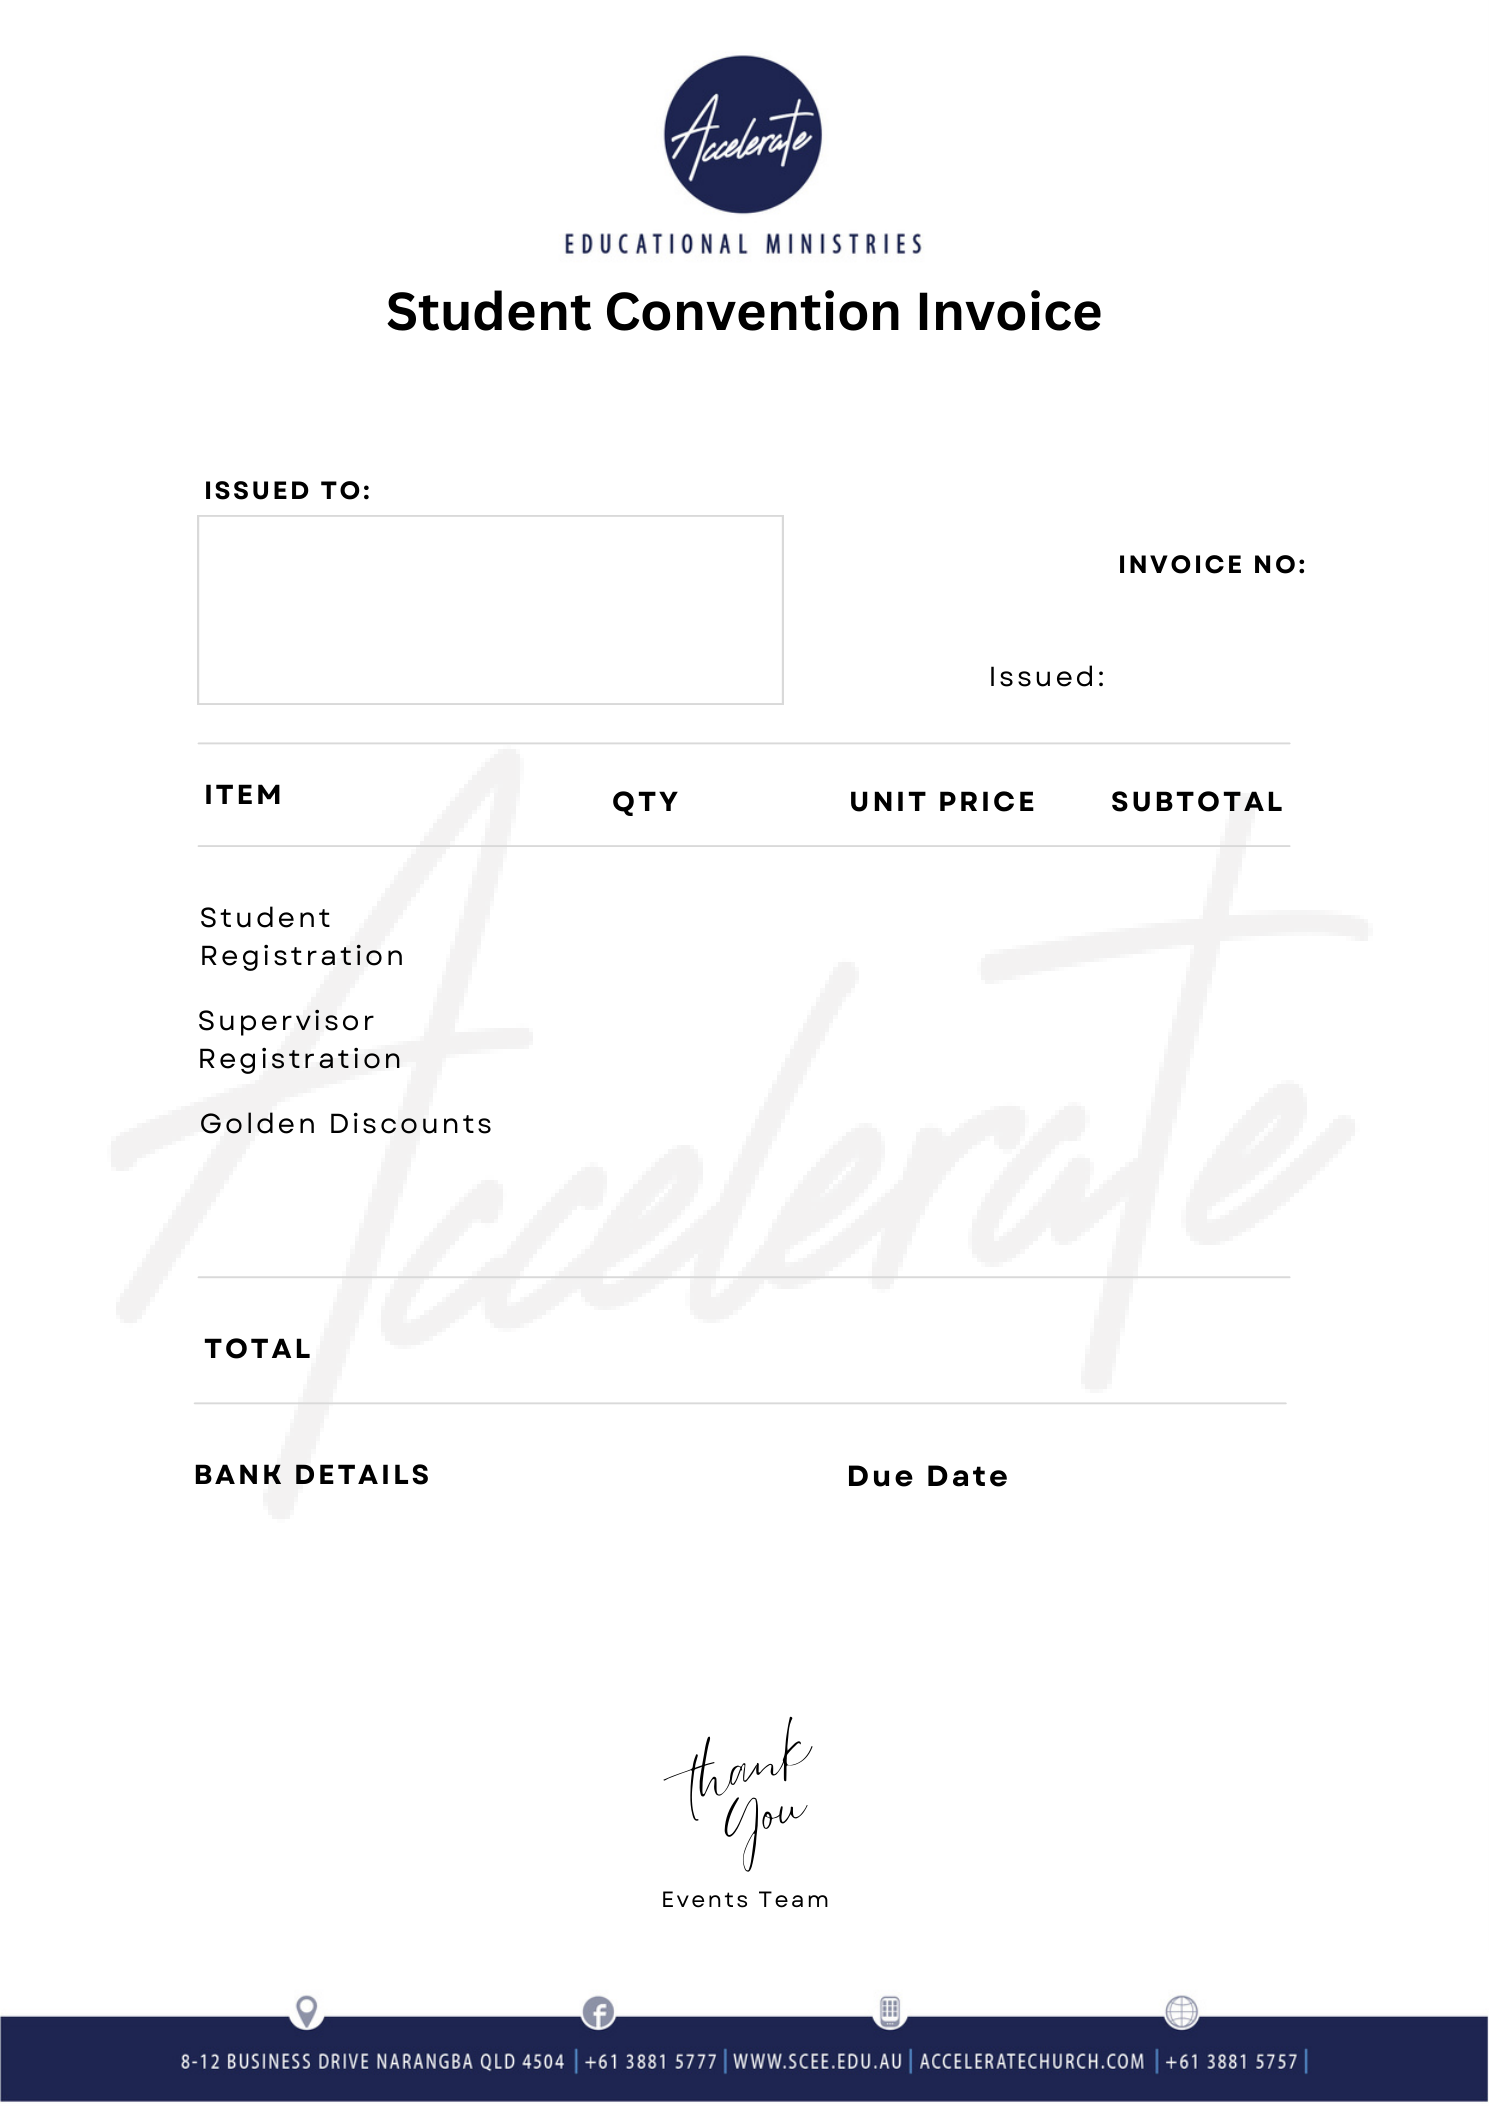 Accelerate
EDUCATIONAL MINISTRIES
Student Convention Invoice
ISSUED TO:
INVOICE NO:
Issued:
ITEM QTY UNIT PRICE SUBTOTAL
Accelerate
Student
Registration
Supervisor
Registration
Golden Discounts
TOTAL
BANK DETAILS Due Date
thank
you
Events Team
8-12 BUSINESS DRIVE NARANGBA QLD 4504 | +61 3881 5777 | WWW.SCEE.EDU.AU | ACCELERATECHURCH.COM | +61 3881 5757 |